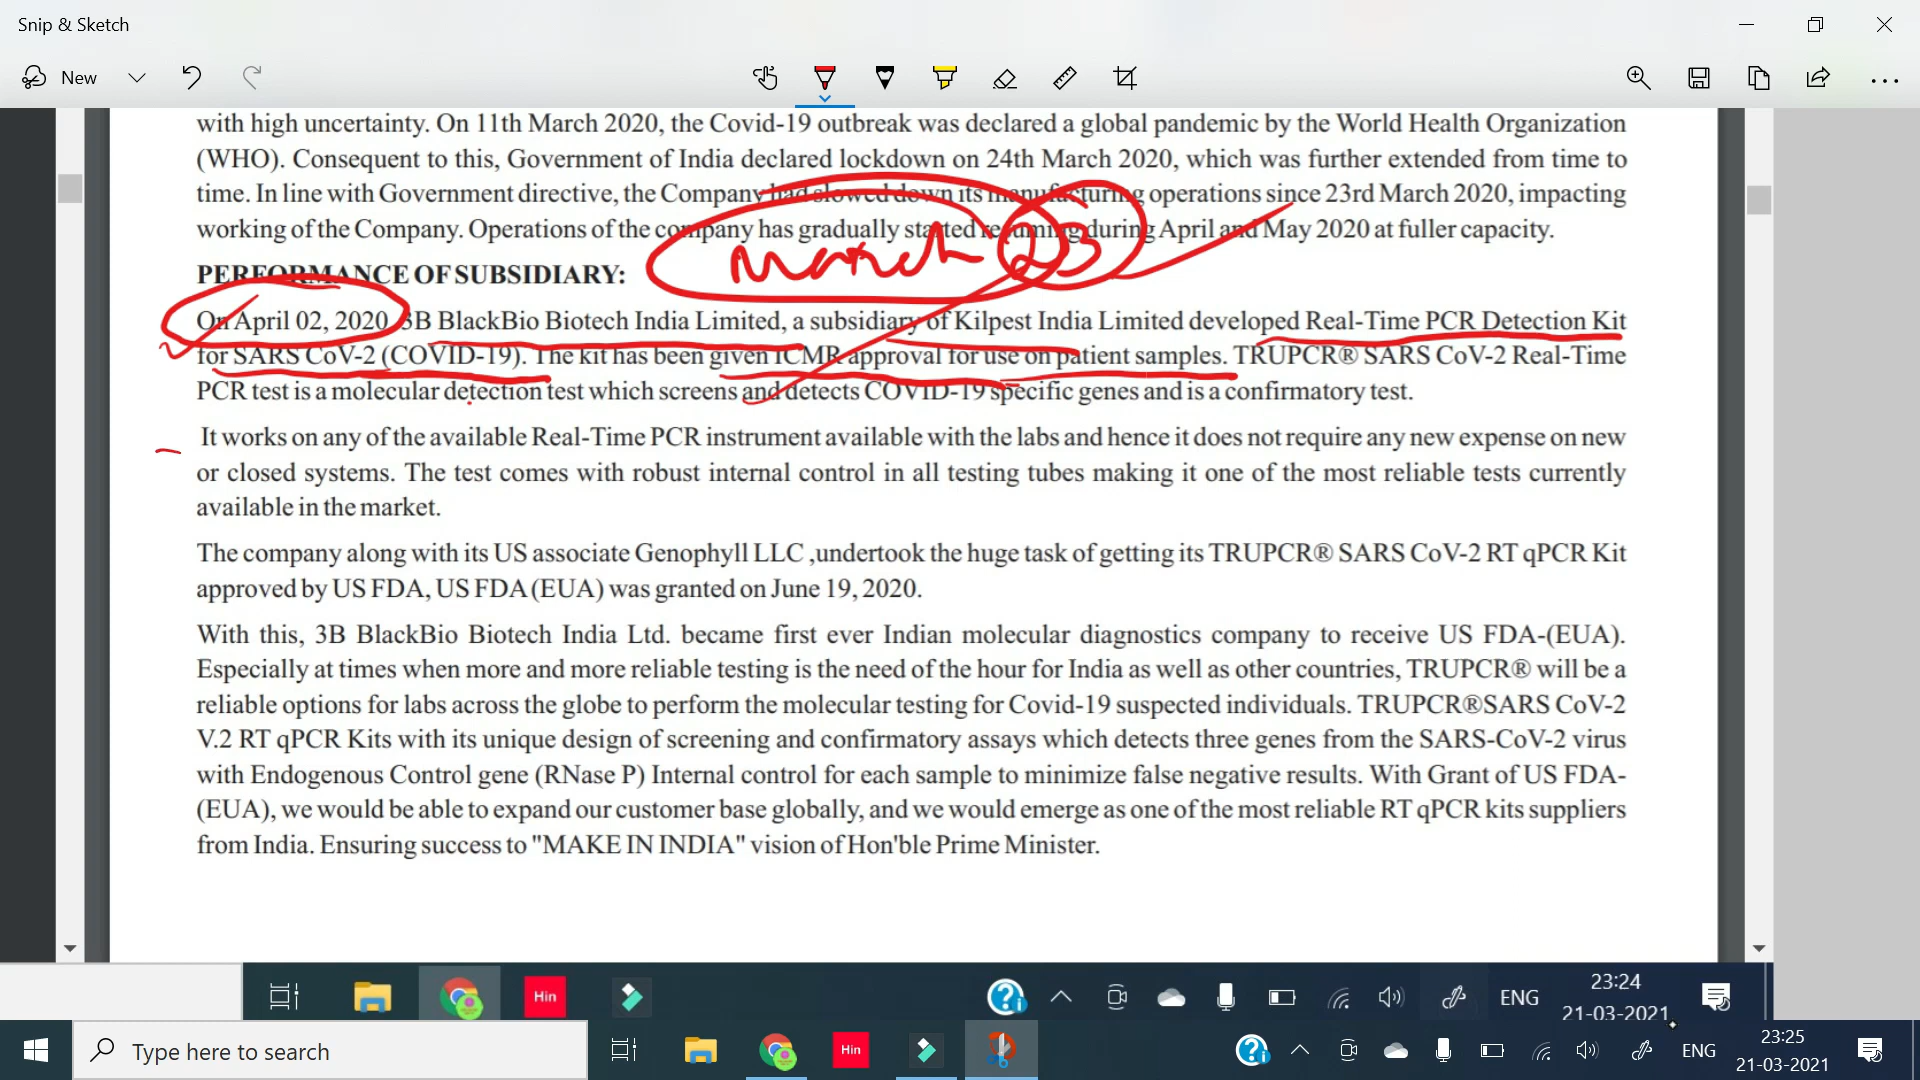 Snip & Sketch
New
with high uncertainty. On 11th March 2020, the Covid-19 outbreak was declared a global pandemic by the World Health Organization
(WHO). Consequent to this, Government of India declared lockdown on 24th March 2020, which was further extended from time to
time. In line with Government directive, the Company had slowed down its manufacturing operations since 23rd March 2020, impacting
working of the Company. Operations of the company has gradually started resuming during April and May 2020 at fuller capacity.
March 23
PERFORMANCE OF SUBSIDIARY:
On April 02, 2020, 3B BlackBio Biotech India Limited, a subsidiary of Kilpest India Limited developed Real-Time PCR Detection Kit
for SARS CoV-2 (COVID-19). The kit has been given ICMR approval for use on patient samples. TRUPCR® SARS CoV-2 Real-Time
PCR test is a molecular detection test which screens and detects COVID-19 specific genes and is a confirmatory test.
It works on any of the available Real-Time PCR instrument available with the labs and hence it does not require any new expense on new
or closed systems. The test comes with robust internal control in all testing tubes making it one of the most reliable tests currently
available in the market.
The company along with its US associate Genophyll LLC ,undertook the huge task of getting its TRUPCR® SARS CoV-2 RT qPCR Kit
approved by US FDA, US FDA (EUA) was granted on June 19, 2020.
With this, 3B BlackBio Biotech India Ltd. became first ever Indian molecular diagnostics company to receive US FDA-(EUA).
Especially at times when more and more reliable testing is the need of the hour for India as well as other countries, TRUPCR® will be a
reliable options for labs across the globe to perform the molecular testing for Covid-19 suspected individuals. TRUPCR®SARS CoV-2
V.2 RT qPCR Kits with its unique design of screening and confirmatory assays which detects three genes from the SARS-CoV-2 virus
with Endogenous Control gene (RNase P) Internal control for each sample to minimize false negative results. With Grant of US FDA-
(EUA), we would be able to expand our customer base globally, and we would emerge as one of the most reliable RT qPCR kits suppliers
from India. Ensuring success to "MAKE IN INDIA" vision of Hon'ble Prime Minister.
Hin
ENG
23:24
21-03-2021
Type here to search
Hin
ENG
23:25
21-03-2021